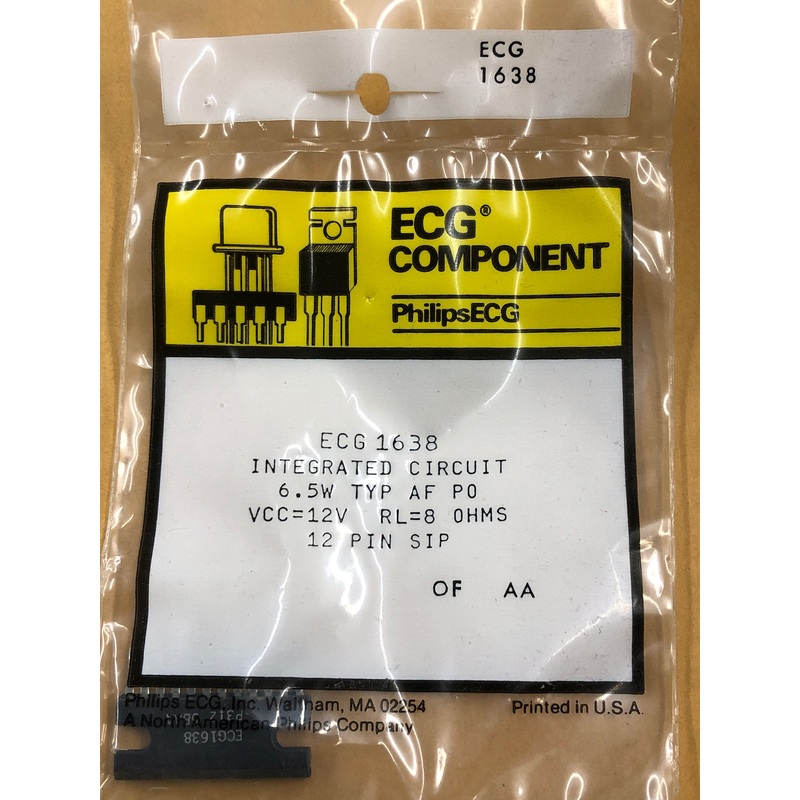 ECG
1638
ECG®
COMPONENT
PhilipsECG
ECG 1638
INTEGRATED CIRCUIT
6.5W TYP AF PO
VCC=12V RL=8 OHMS
12 PIN SIP
OF AA
Philips ECG, Inc. Waltham, MA 02254
A North American Philips Company
Printed in U.S.A.
ECG1638